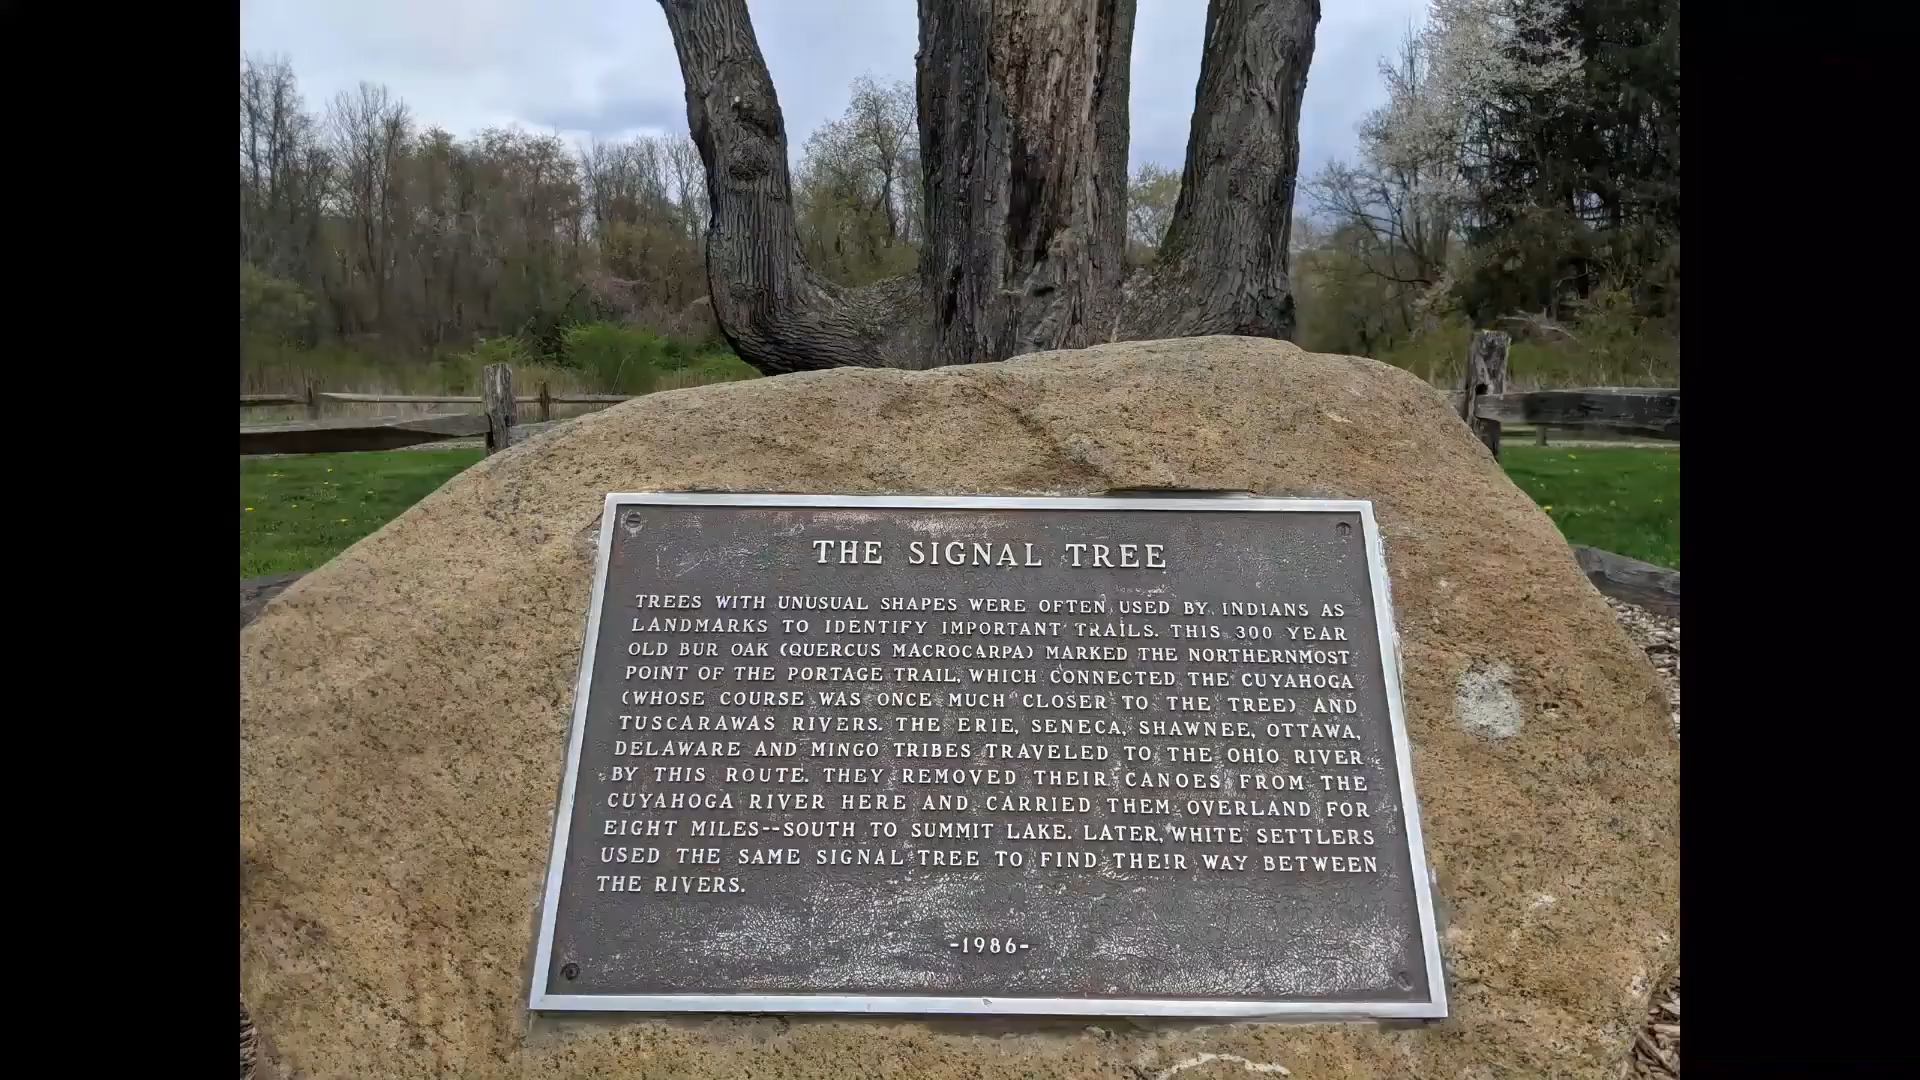 THE SIGNAL TREE
TREES WITH UNUSUAL SHAPES WERE OFTEN USED BY INDIANS AS
LANDMARKS TO IDENTIFY IMPORTANT TRAILS. THIS 300 YEAR
OLD BUR OAK (QUERCUS MACROCARPA) MARKED THE NORTHERNMOST
POINT OF THE PORTAGE TRAIL, WHICH CONNECTED THE CUYAHOGA
(WHOSE COURSE WAS ONCE MUCH CLOSER TO THE TREE) AND
TUSCARAWAS RIVERS. THE ERIE, SENECA, SHAWNEE, OTTAWA,
DELAWARE AND MINGO TRIBES TRAVELED TO THE OHIO RIVER
BY THIS ROUTE. THEY REMOVED THEIR CANOES FROM THE
CUYAHOGA RIVER HERE AND CARRIED THEM OVERLAND FOR
EIGHT MILES--SOUTH TO SUMMIT LAKE. LATER, WHITE SETTLERS
USED THE SAME SIGNAL TREE TO FIND THEIR WAY BETWEEN
THE RIVERS.
-1986-